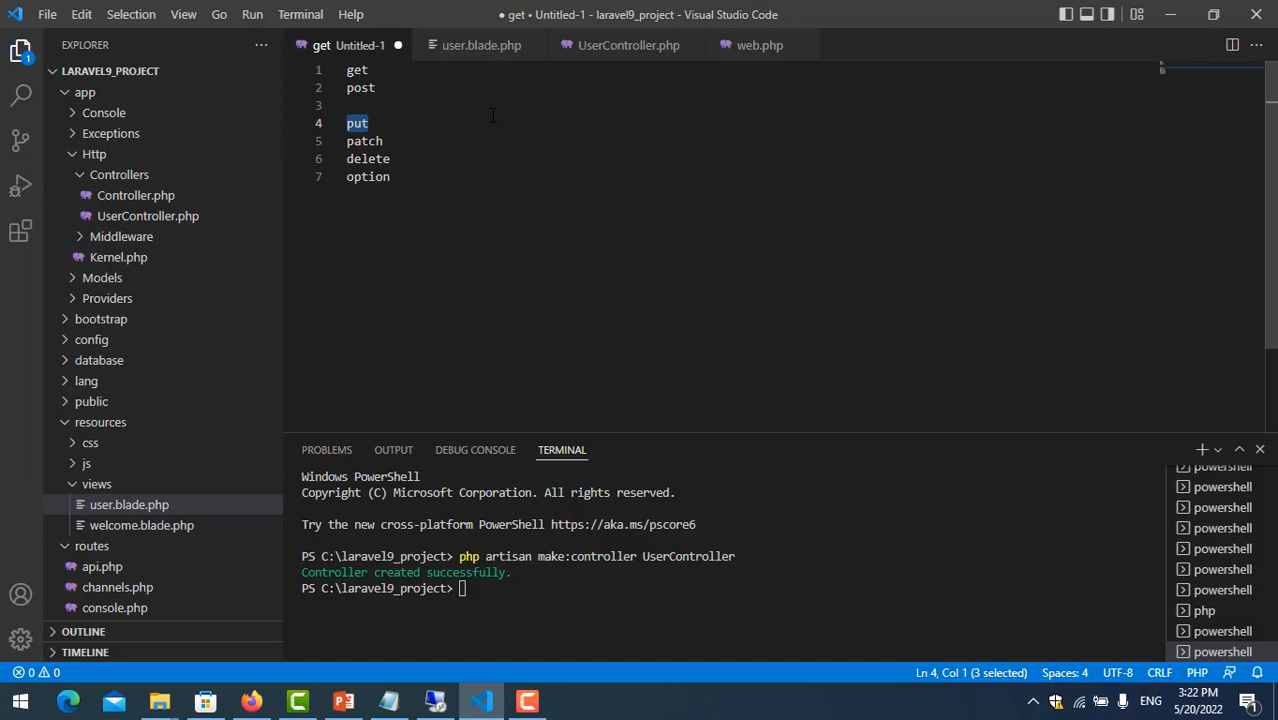 File Edit Selection View Go Run Terminal Help
● get • Untitled-1 - laravel9_project - Visual Studio Code
EXPLORER
get Untitled-1
user.blade.php
UserController.php
web.php
LARAVEL9_PROJECT
app
Console
Exceptions
Http
Controllers
Controller.php
UserController.php
Middleware
Kernel.php
Models
Providers
bootstrap
config
database
lang
public
resources
css
js
views
user.blade.php
welcome.blade.php
routes
api.php
channels.php
console.php
OUTLINE
TIMELINE
1 get
2 post
3
4 put
5 patch
6 delete
7 option
PROBLEMS OUTPUT DEBUG CONSOLE TERMINAL
Windows PowerShell
Copyright (C) Microsoft Corporation. All rights reserved.
Try the new cross-platform PowerShell https://aka.ms/pscore6
PS C:\laravel9_project> php artisan make:controller UserController
Controller created successfully.
PS C:\laravel9_project>
powershell
powershell
powershell
powershell
powershell
powershell
powershell
php
powershell
powershell
0 0
Ln 4, Col 1 (3 selected) Spaces: 4 UTF-8 CRLF PHP
1
ENG
3:22 PM
5/20/2022
1